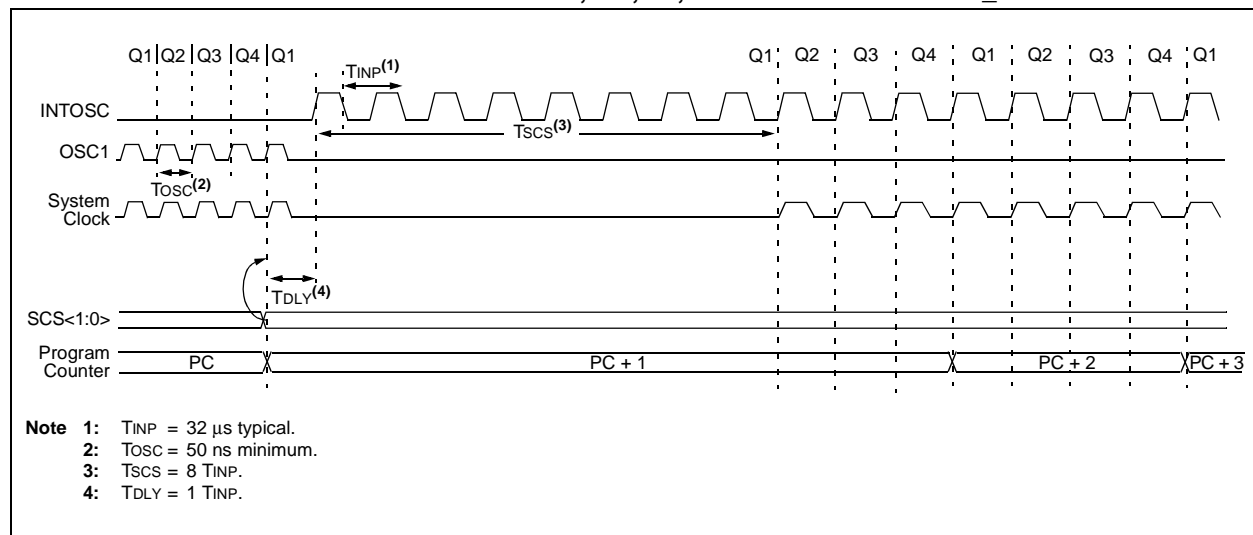 Q1 Q2 Q3 Q4 Q1 Q1 Q2 Q3 Q4 Q1 Q2 Q3 Q4 Q1
TINP(1)
INTOSC
TSCS(3)
OSC1
TOSC(2)
System
Clock
TDLY(4)
SCS<1:0>
Program
Counter
PC PC + 1 PC + 2 PC + 3
Note 1: TINP = 32 μs typical.
2: TOSC = 50 ns minimum.
3: TSCS = 8 TINP.
4: TDLY = 1 TINP.